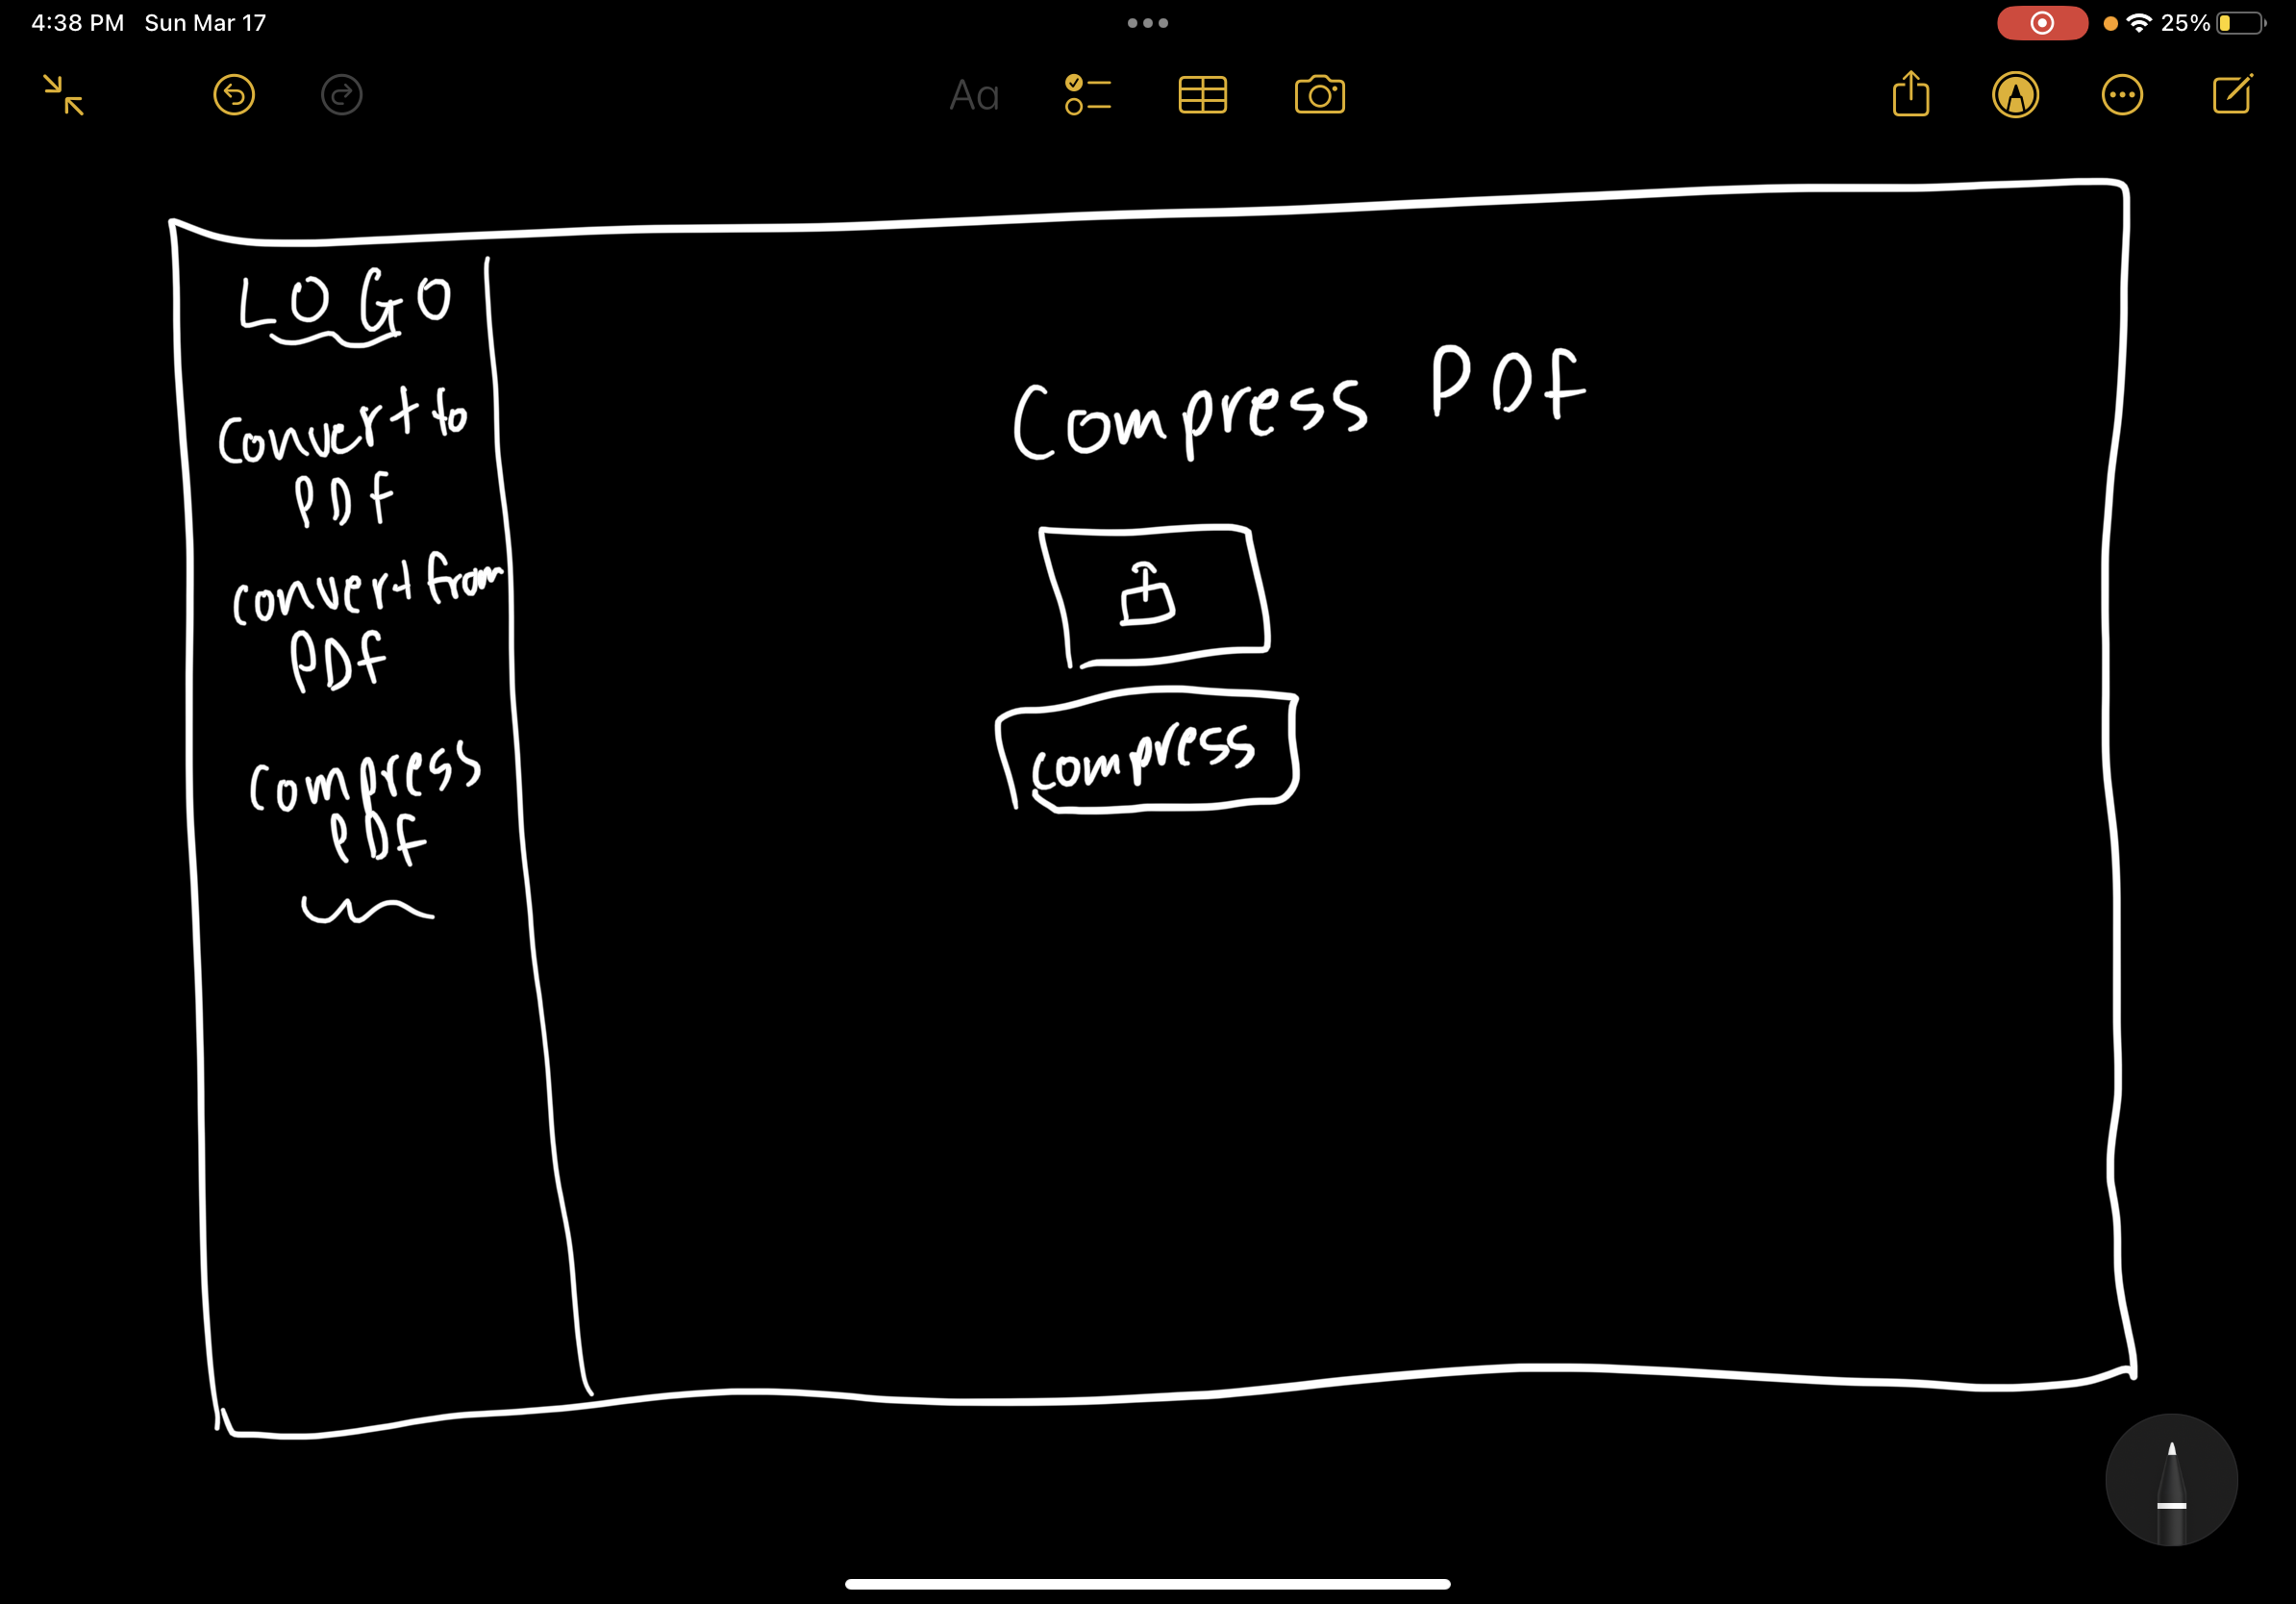 4:38 PM Sun Mar 17
25%
Aa
LOGO
Convert to
PDF
convert from
PDF
Compress
PDF
Compress PDF
compress